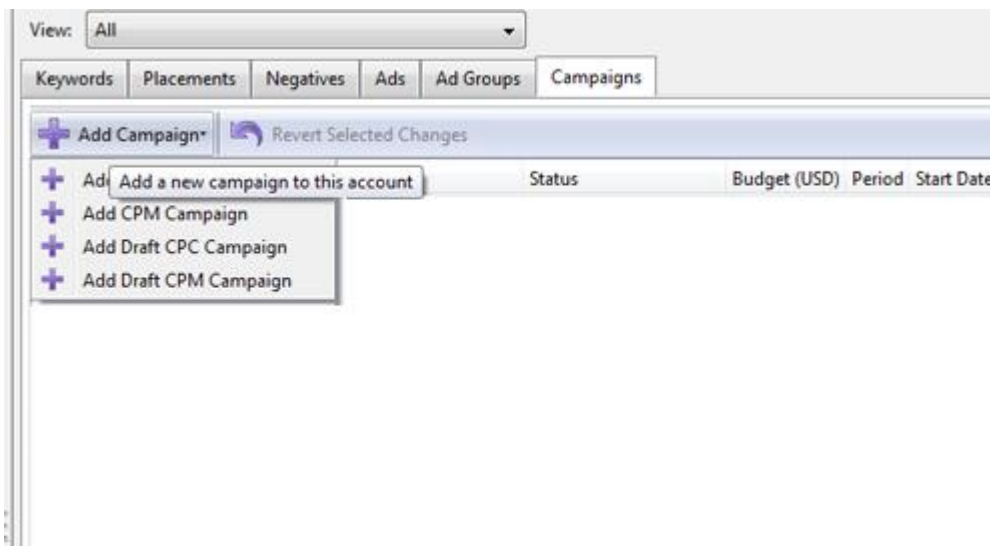 View: All
Keywords Placements Negatives Ads Ad Groups Campaigns
Add Campaign Revert Selected Changes
Add a new campaign to this account
Status Budget (USD) Period Start Date
Add CPM Campaign
Add Draft CPC Campaign
Add Draft CPM Campaign